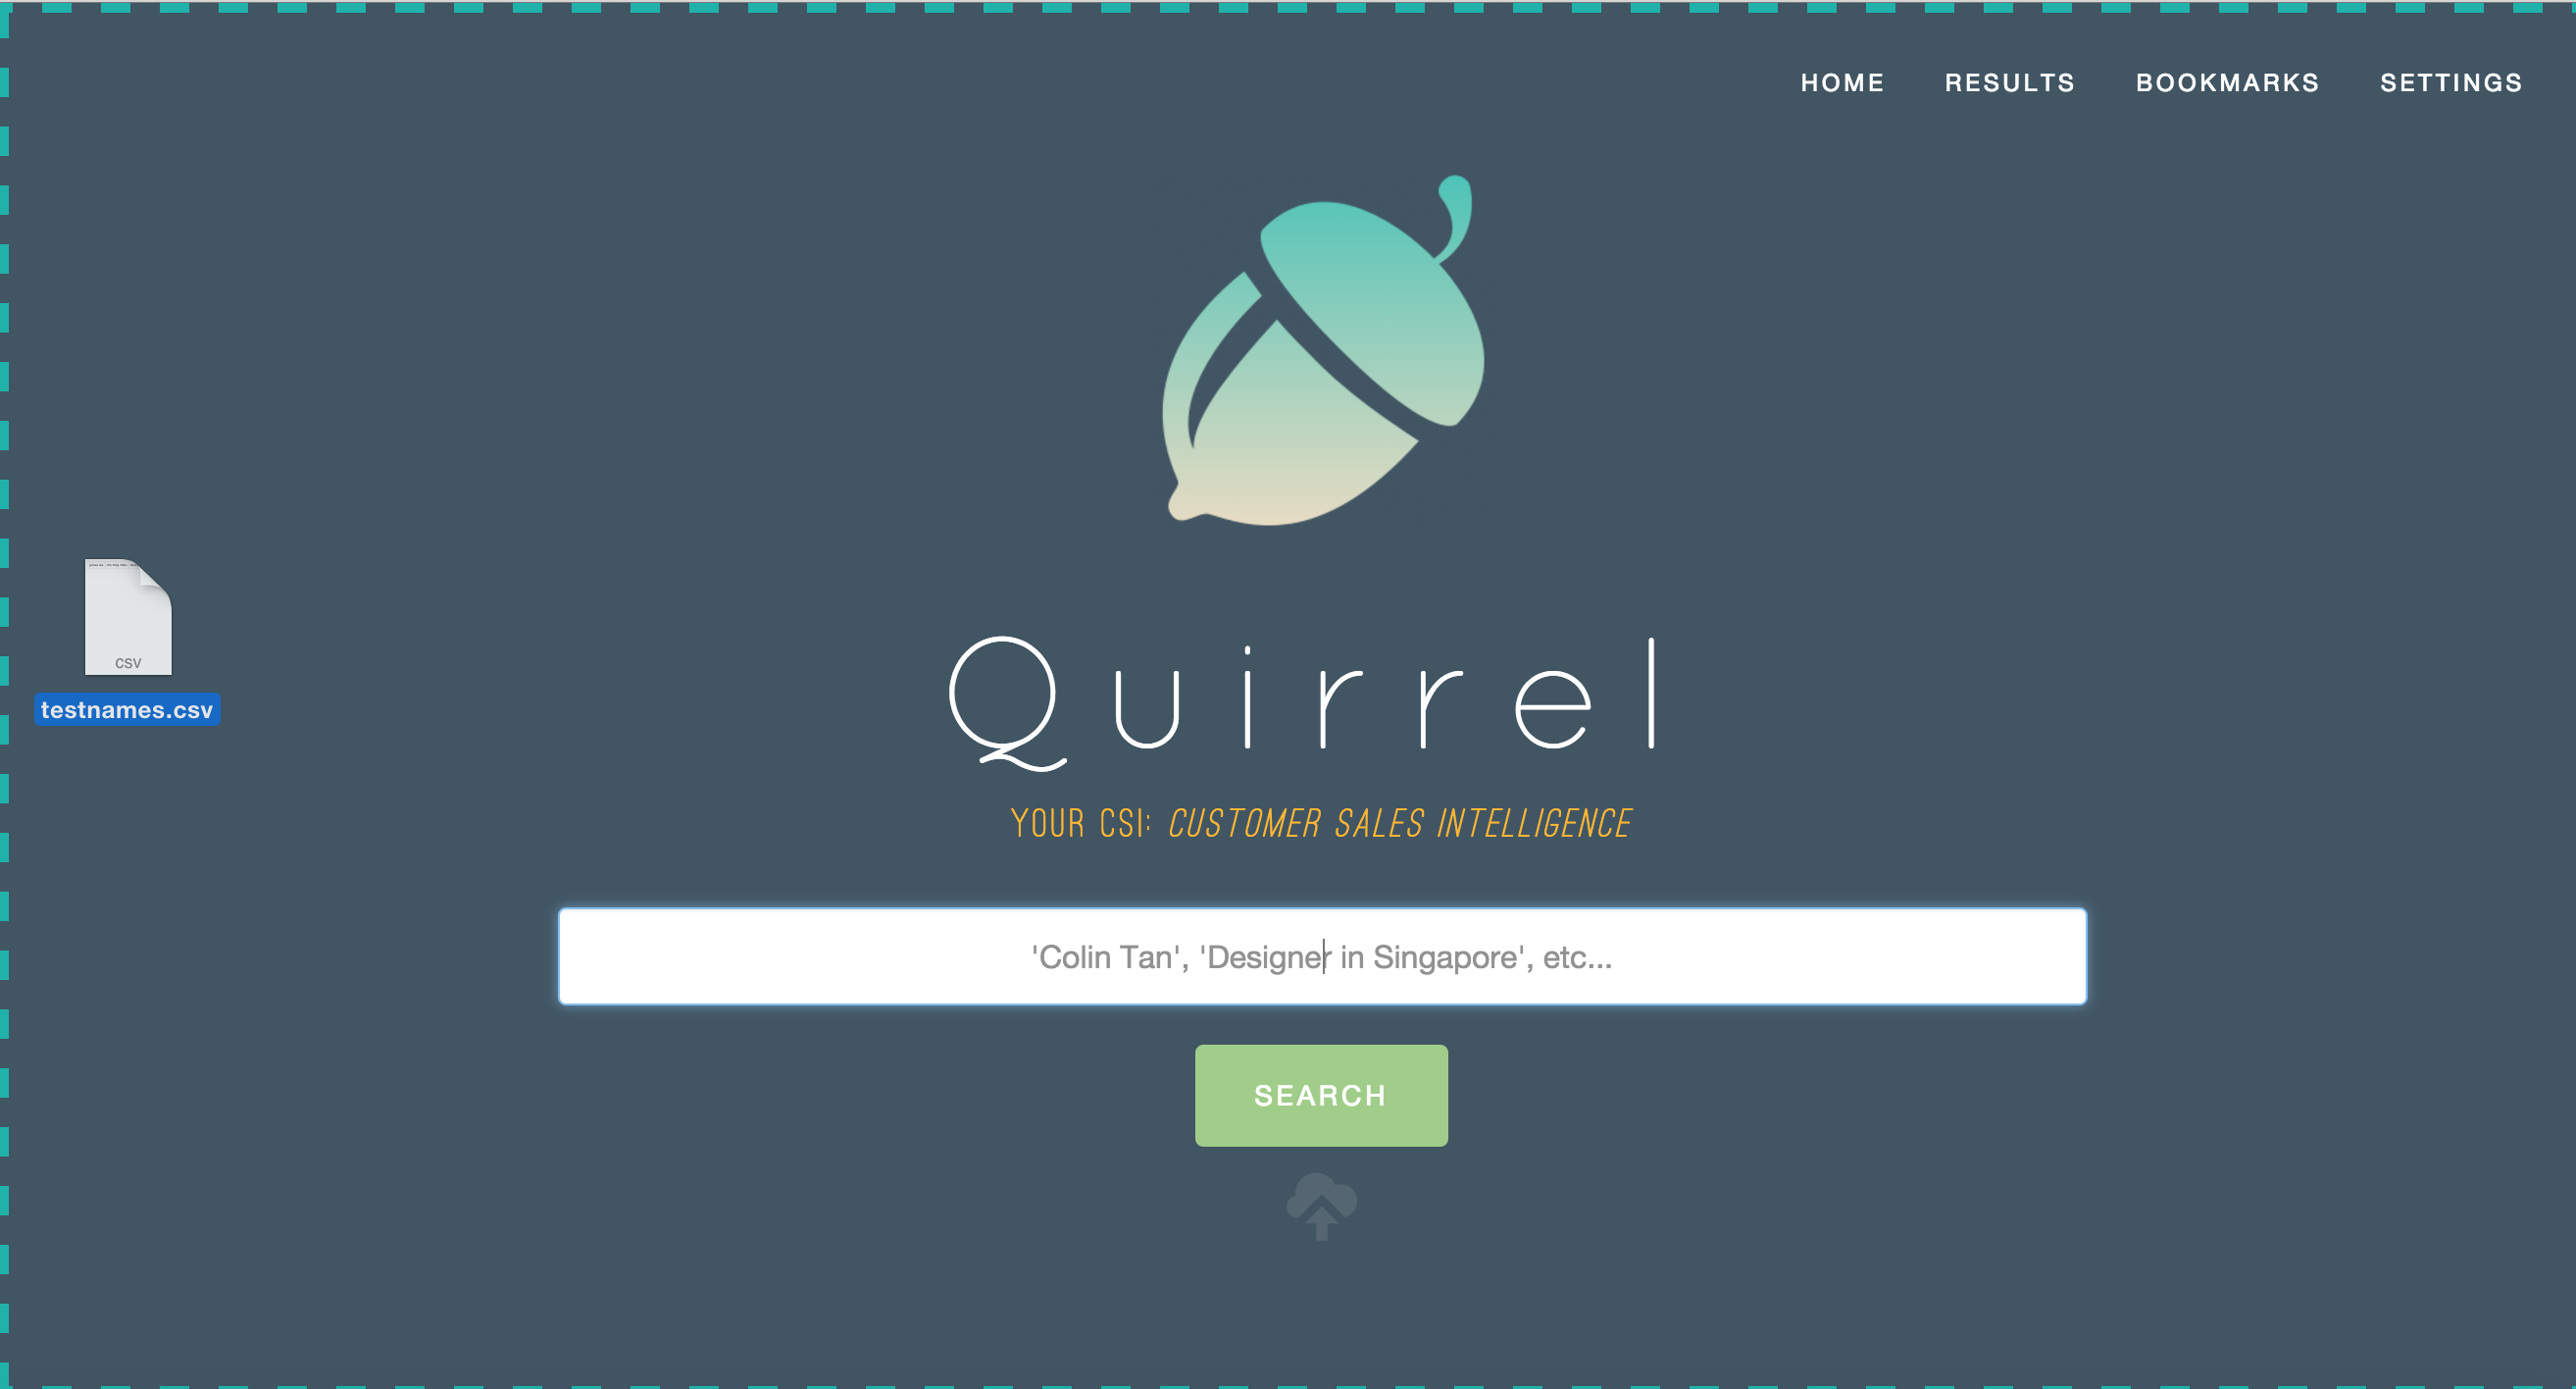 HOME RESULTS BOOKMARKS SETTINGS
CSV
testnames.csv
Quirrel
YOUR CSI: CUSTOMER SALES INTELLIGENCE
'Colin Tan', 'Designer in Singapore', etc...
SEARCH